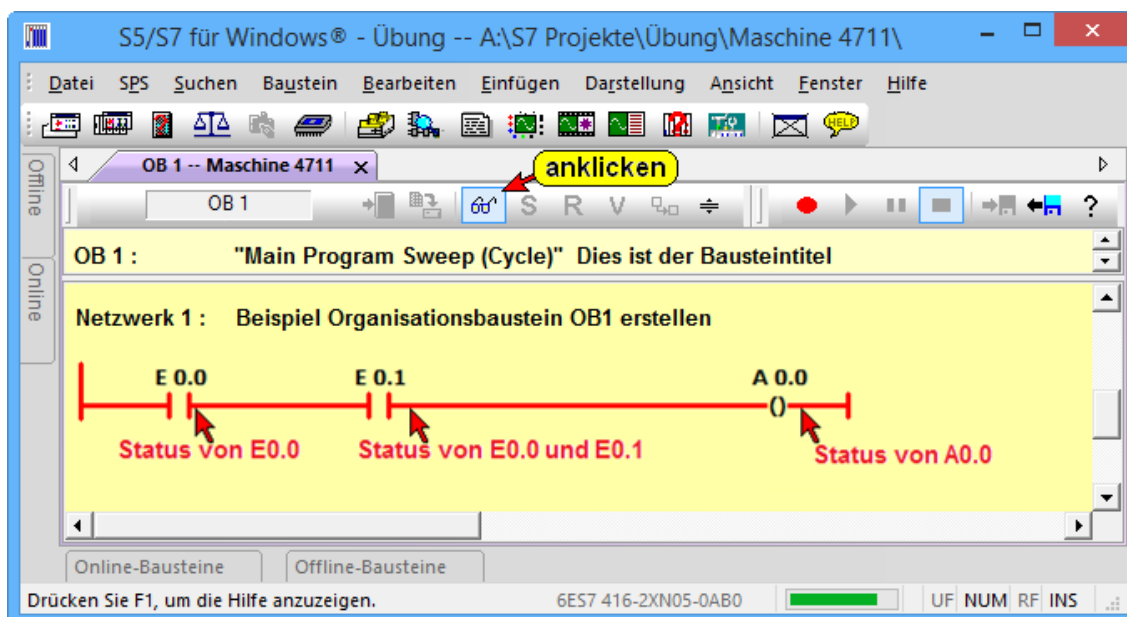 S5/S7 für Windows® - Übung -- A:\S7 Projekte\Übung\Maschine 4711\
Datei SPS Suchen Baustein Bearbeiten Einfügen Darstellung Ansicht Fenster Hilfe
HELP
Offline
Online
OB 1 -- Maschine 4711 x
anklicken
OB 1
S R V ?
OB 1 : "Main Program Sweep (Cycle)" Dies ist der Bausteintitel
Netzwerk 1 : Beispiel Organisationsbaustein OB1 erstellen
E 0.0 E 0.1 A 0.0
Status von E0.0 Status von E0.0 und E0.1 Status von A0.0
Online-Bausteine Offline-Bausteine
Drücken Sie F1, um die Hilfe anzuzeigen. 6ES7 416-2XN05-0AB0 UF NUM RF INS